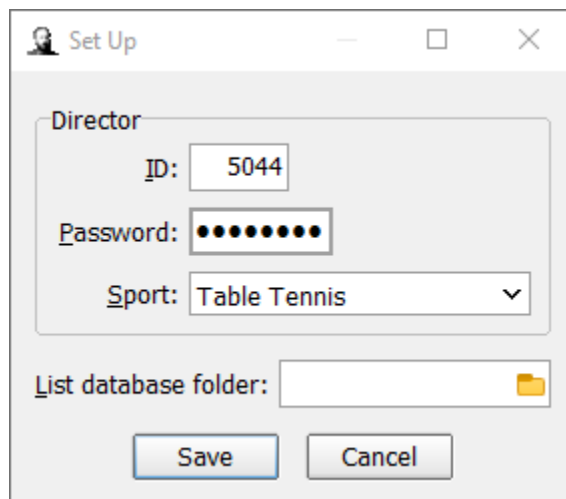 Set Up
Director
ID: 5044
Password: ●●●●●●●●
Sport: Table Tennis
List database folder:
Save Cancel